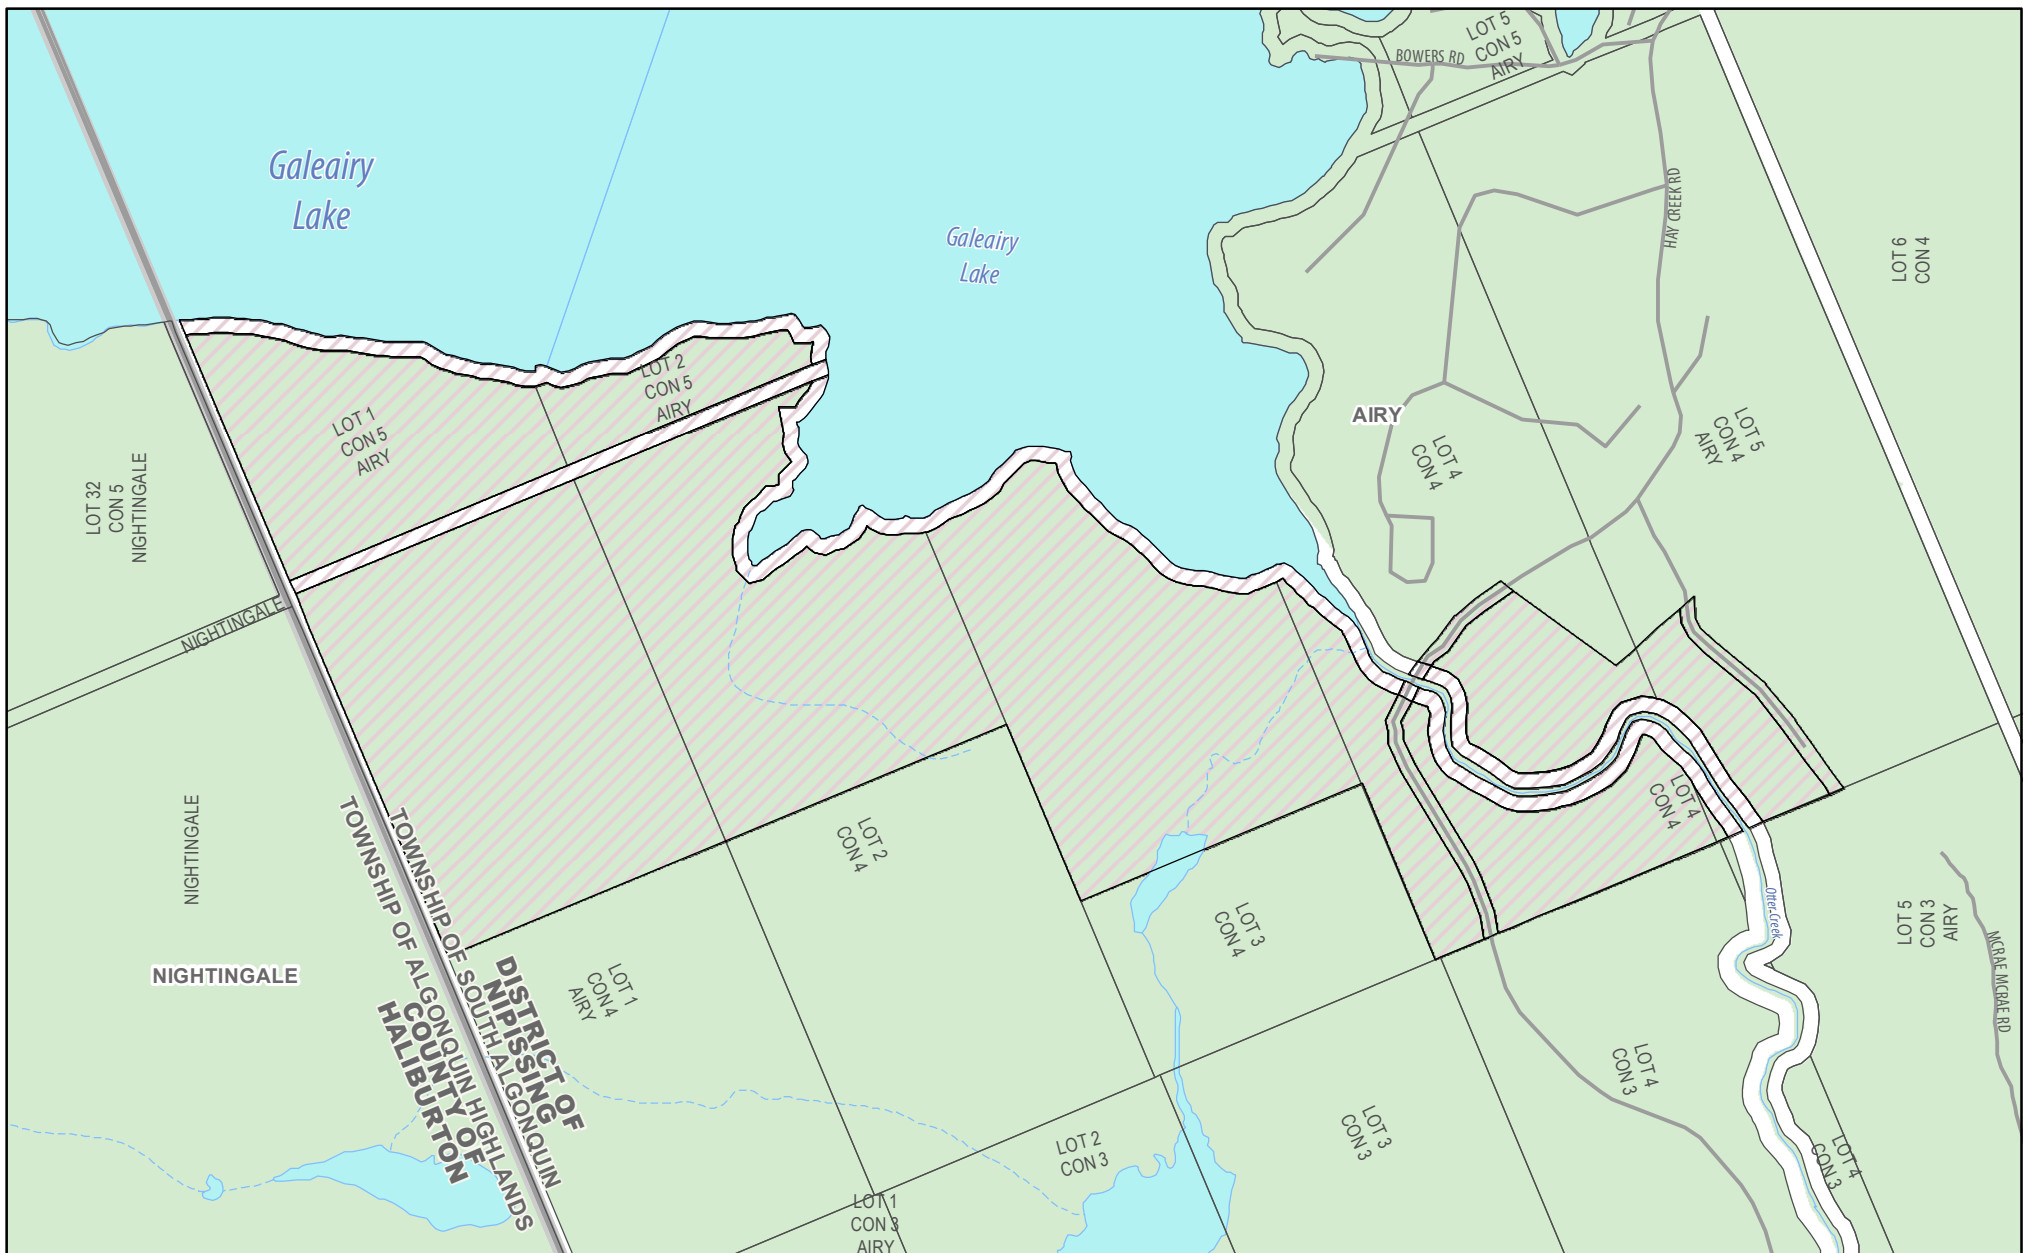 LOT 5
CON 5
AIRY
BOWERS RD
Galeairy
Lake
Galeairy
Lake
HAY CREEK RD
LOT 6
CON 4
LOT 2
CON 5
AIRY
LOT 1
CON 5
AIRY
AIRY
LOT 4
CON 4
LOT 5
CON 4
AIRY
LOT 32
CON 5
NIGHTINGALE
NIGHTINGALE
NIGHTINGALE
LOT 4
CON 4
LOT 2
CON 4
LOT 3
CON 4
Otter Creek
LOT 5
CON 3
AIRY
MCRAE MCRAE RD
NIGHTINGALE
LOT 1
CON 4
AIRY
TOWNSHIP OF SOUTH ALGONQUIN
TOWNSHIP OF ALGONQUIN HIGHLANDS
DISTRICT OF
NIPISSING
COUNTY OF
HALIBURTON
LOT 4
CON 3
LOT 3
CON 3
LOT 2
CON 3
LOT 4
CON 3
LOT 1
CON 3
AIRY